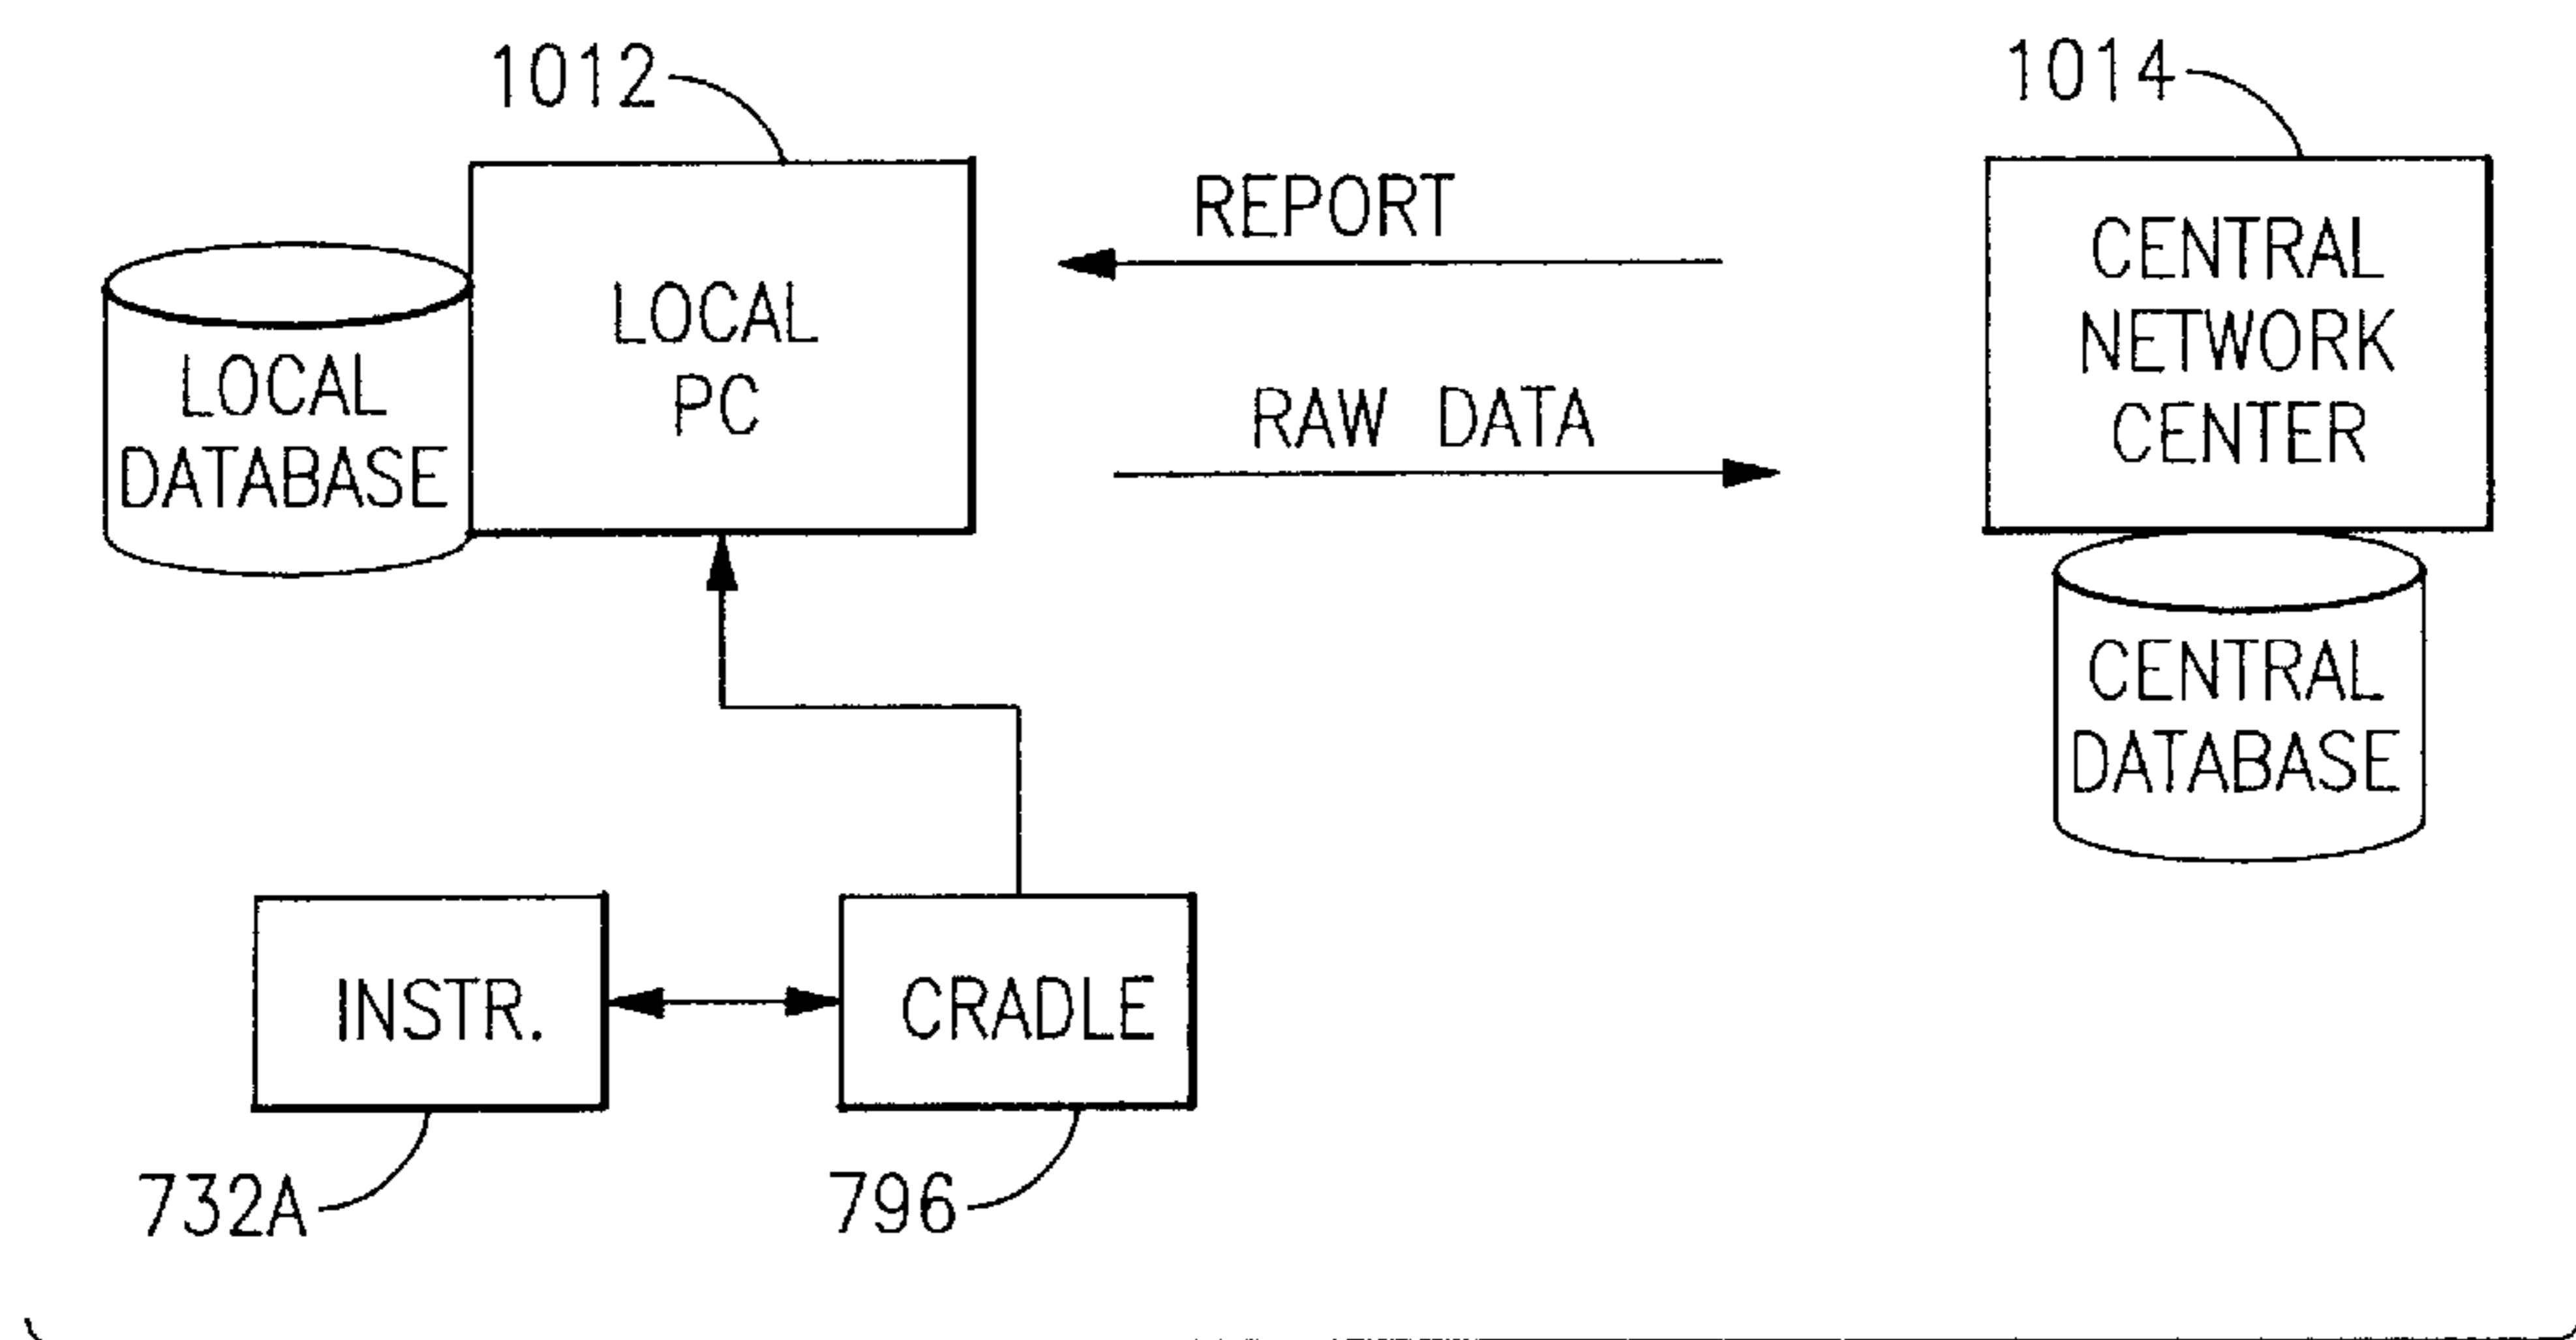 1012
1014
REPORT
CENTRAL
NETWORK
CENTER
LOCAL
PC
LOCAL
DATABASE
RAW DATA
CENTRAL
DATABASE
INSTR.
CRADLE
732A
796